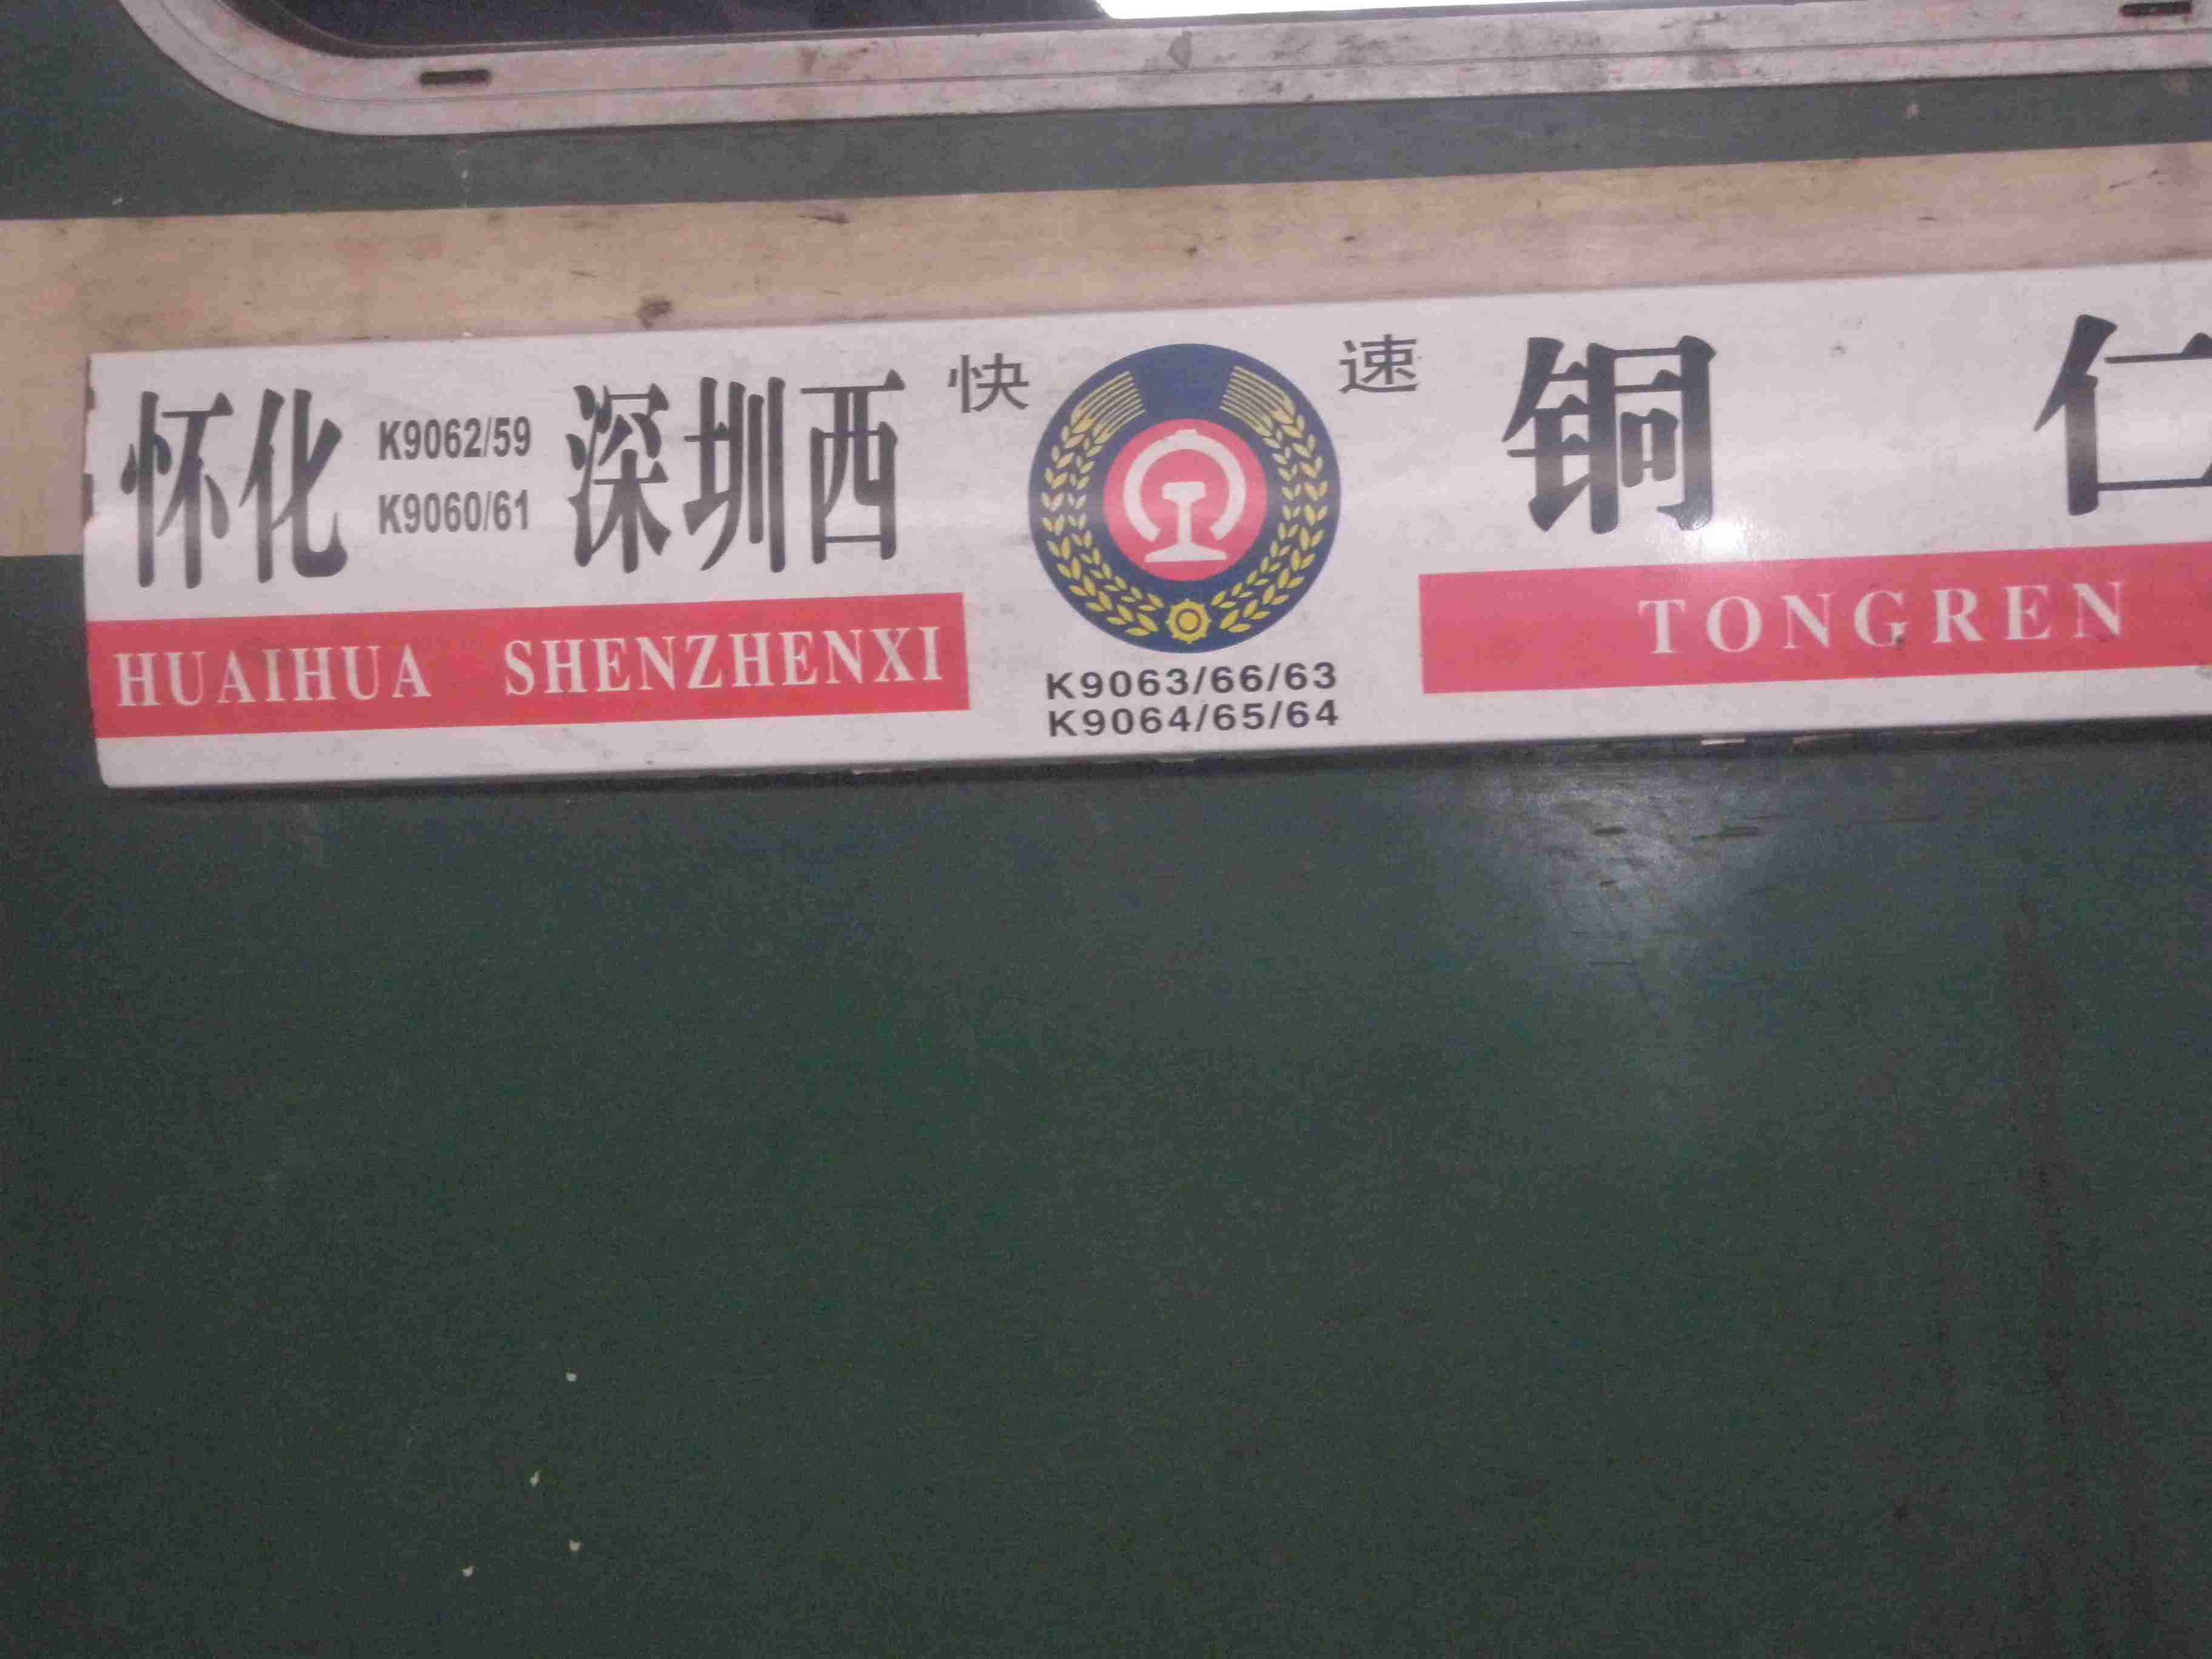 怀化 K9062/59 深圳西
K9060/61
HUAIHUA SHENZHENXI
快 速
K9063/66/63
K9064/65/64
铜 仁
TONGREN